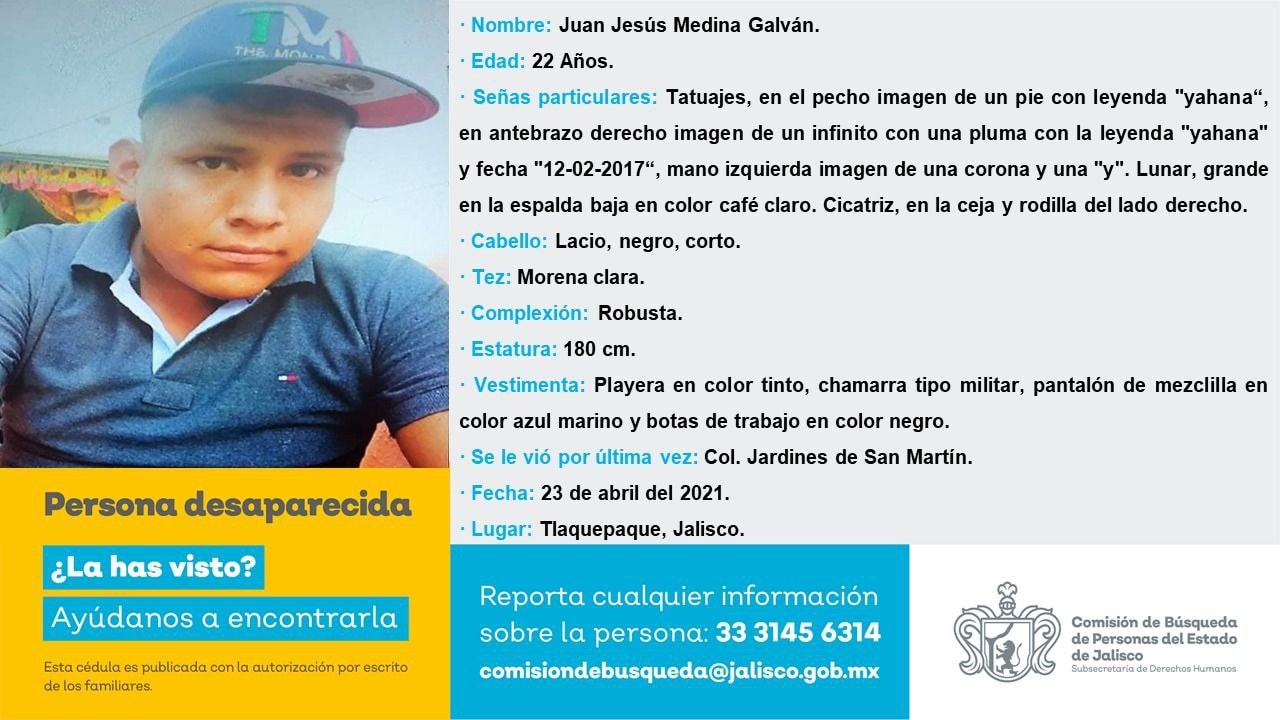 TM
THE MON
· Nombre: Juan Jesús Medina Galván.
· Edad: 22 Años.
· Señas particulares: Tatuajes, en el pecho imagen de un pie con leyenda "yahana“,
en antebrazo derecho imagen de un infinito con una pluma con la leyenda "yahana"
y fecha "12-02-2017“, mano izquierda imagen de una corona y una "y". Lunar, grande
en la espalda baja en color café claro. Cicatriz, en la ceja y rodilla del lado derecho.
· Cabello: Lacio, negro, corto.
· Tez: Morena clara.
· Complexión: Robusta.
· Estatura: 180 cm.
· Vestimenta: Playera en color tinto, chamarra tipo militar, pantalón de mezclilla en
color azul marino y botas de trabajo en color negro.
· Se le vió por última vez: Col. Jardines de San Martín.
· Fecha: 23 de abril del 2021.
· Lugar: Tlaquepaque, Jalisco.
Persona desaparecida
¿La has visto?
Ayúdanos a encontrarla
Esta cédula es publicada con la autorización por escrito
de los familiares.
Reporta cualquier información
sobre la persona: 33 3145 6314
comisiondebusqueda@jalisco.gob.mx
Comisión de Búsqueda
de Personas del Estado
de Jalisco
Subsecretaría de Derechos Humanos